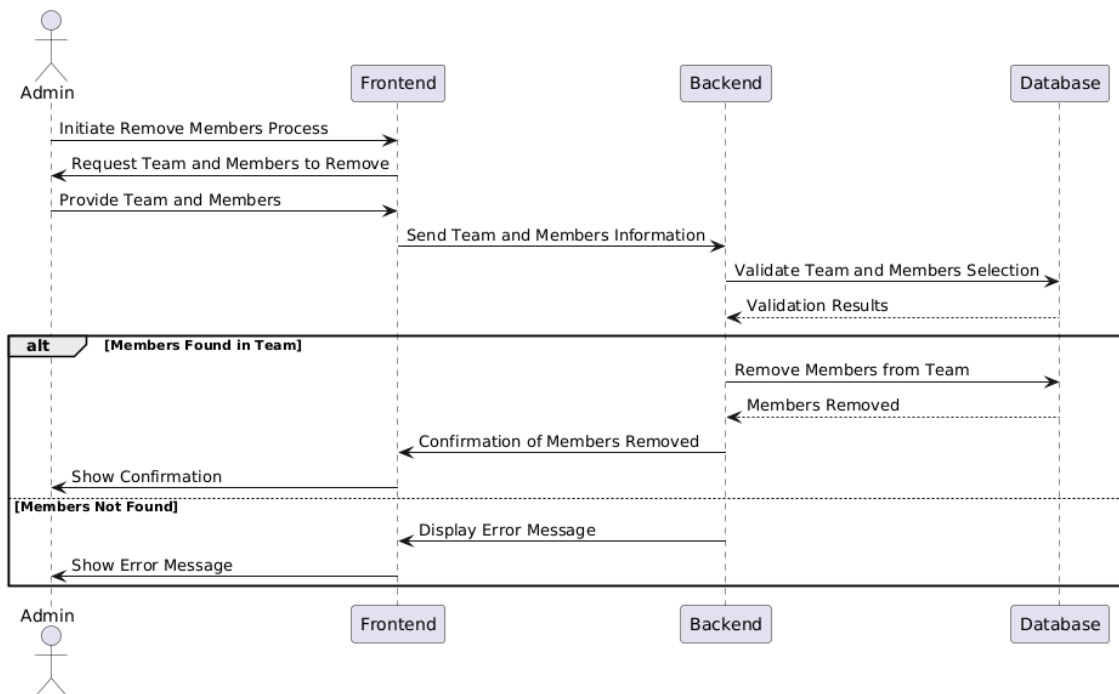 Admin
Frontend
Backend
Database
Initiate Remove Members Process
Request Team and Members to Remove
Provide Team and Members
Send Team and Members Information
Validate Team and Members Selection
Validation Results
alt [Members Found in Team]
Remove Members from Team
Members Removed
Confirmation of Members Removed
Show Confirmation
[Members Not Found]
Display Error Message
Show Error Message
Admin
Frontend
Backend
Database